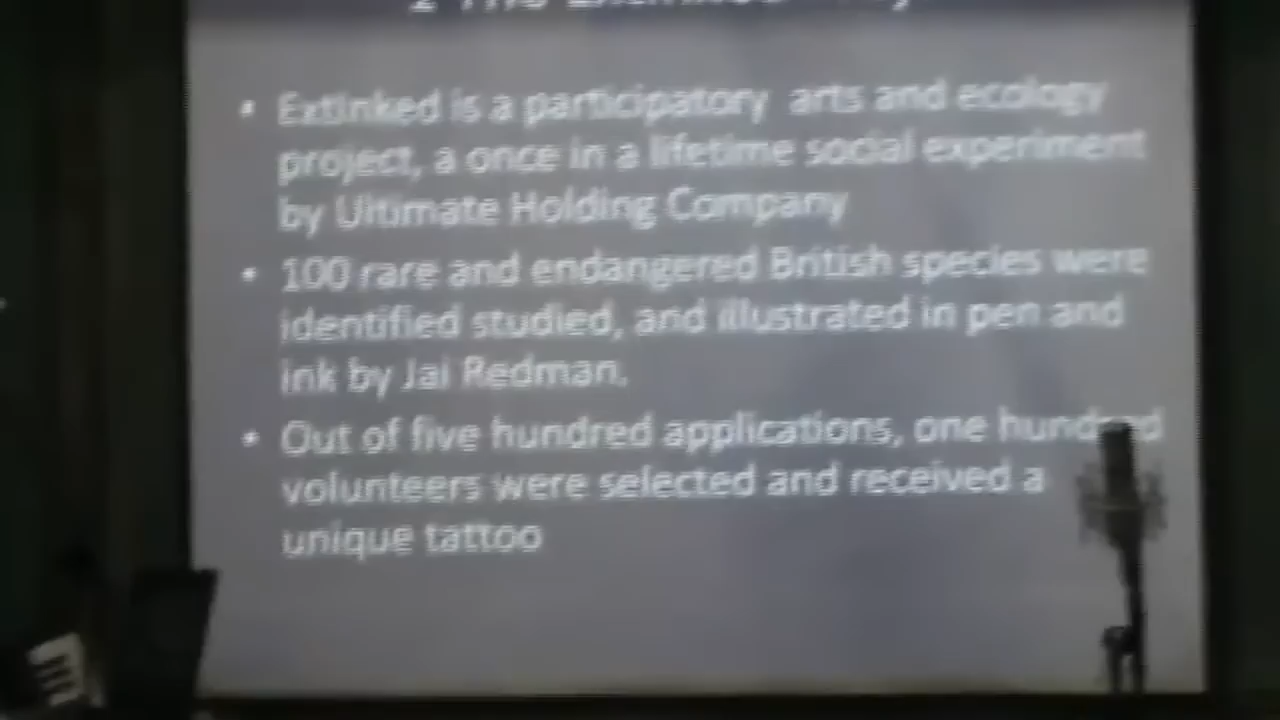 • Extinked is a participatory arts and ecology
project, a once in a lifetime social experiment
by Ultimate Holding Company
• 100 rare and endangered British species were
identified studied, and illustrated in pen and
ink by Jai Redman.
• Out of five hundred applications, one hundred
volunteers were selected and received a
unique tattoo